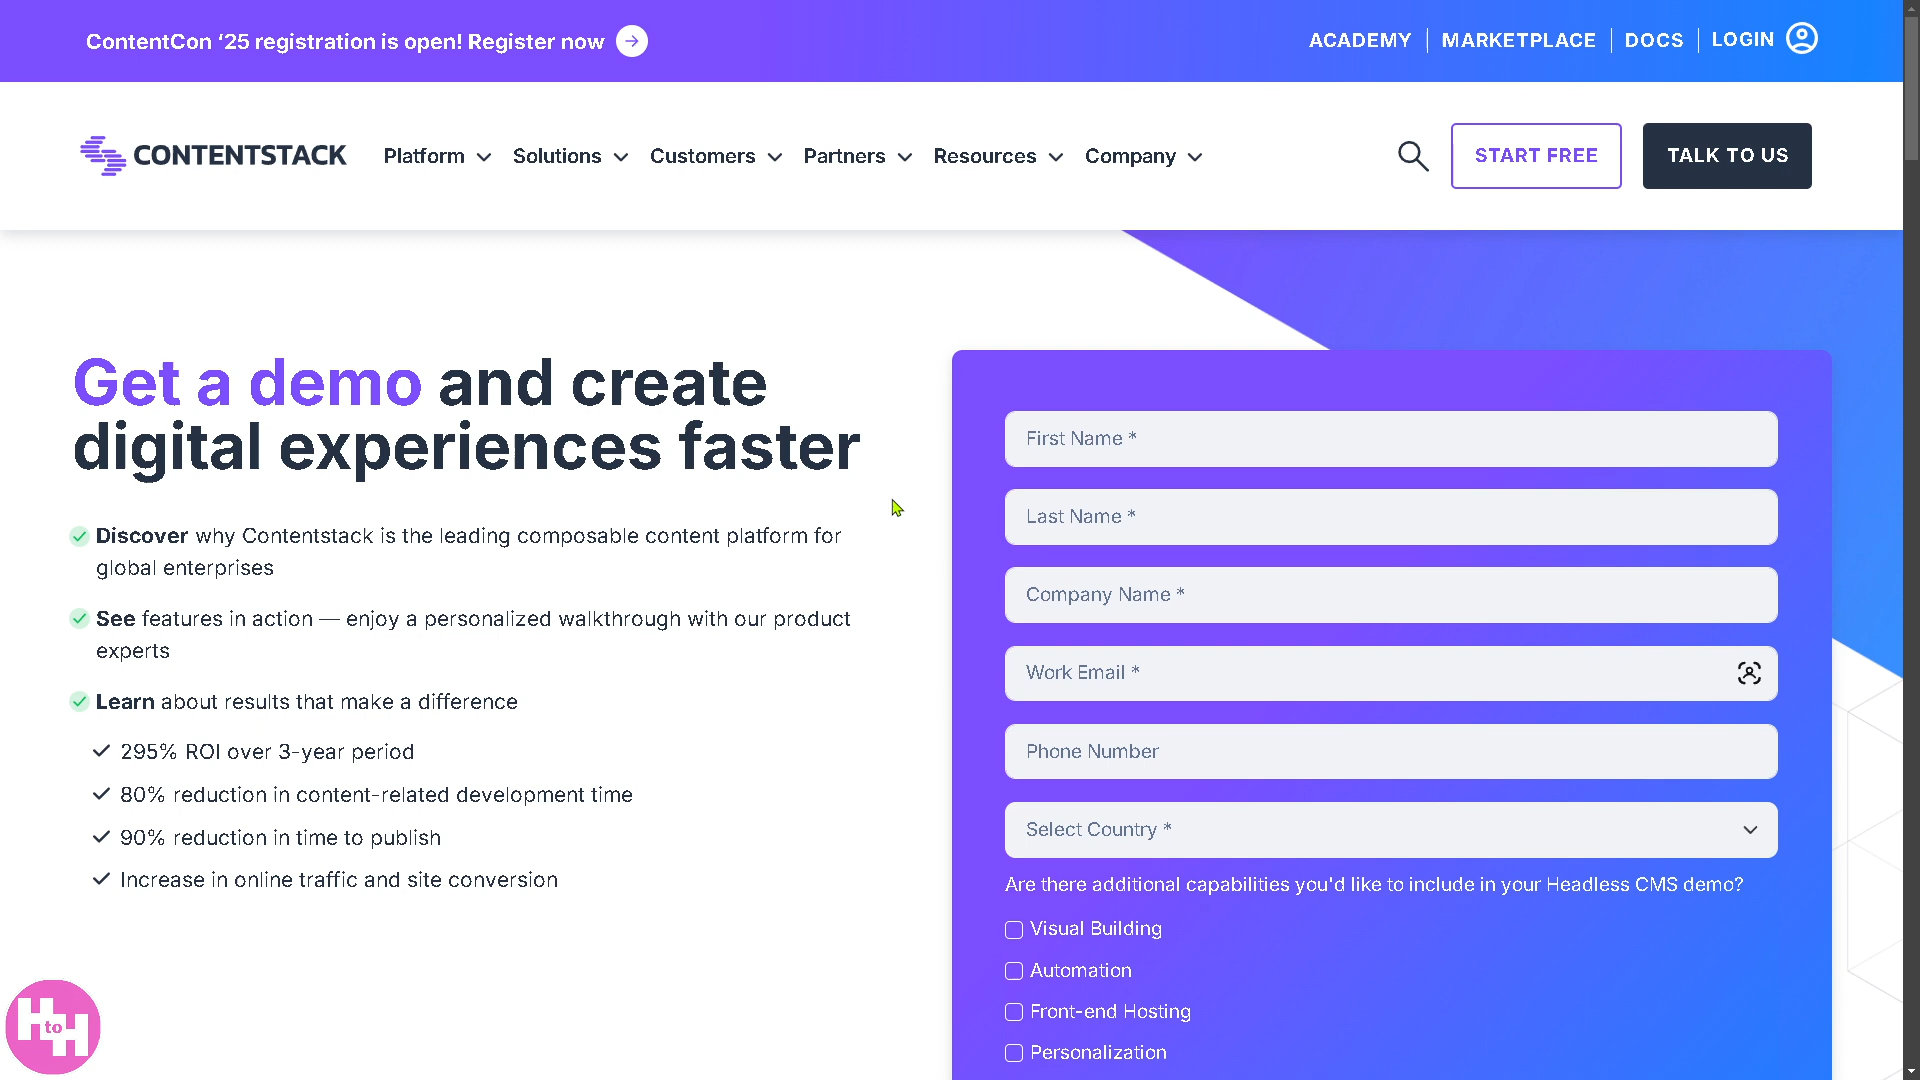 ContentCon ‘25 registration is open! Register now
ACADEMY
MARKETPLACE
DOCS
LOGIN
CONTENTSTACK
Platform
Solutions
Customers
Partners
Resources
Company
START FREE
TALK TO US
Get a demo and create
digital experiences faster
Discover why Contentstack is the leading composable content platform for
global enterprises
See features in action — enjoy a personalized walkthrough with our product
experts
Learn about results that make a difference
295% ROI over 3-year period
80% reduction in content-related development time
90% reduction in time to publish
Increase in online traffic and site conversion
First Name *
Last Name *
Company Name *
Work Email *
Phone Number
Select Country *
Are there additional capabilities you'd like to include in your Headless CMS demo?
Visual Building
Automation
Front-end Hosting
Personalization
H to H